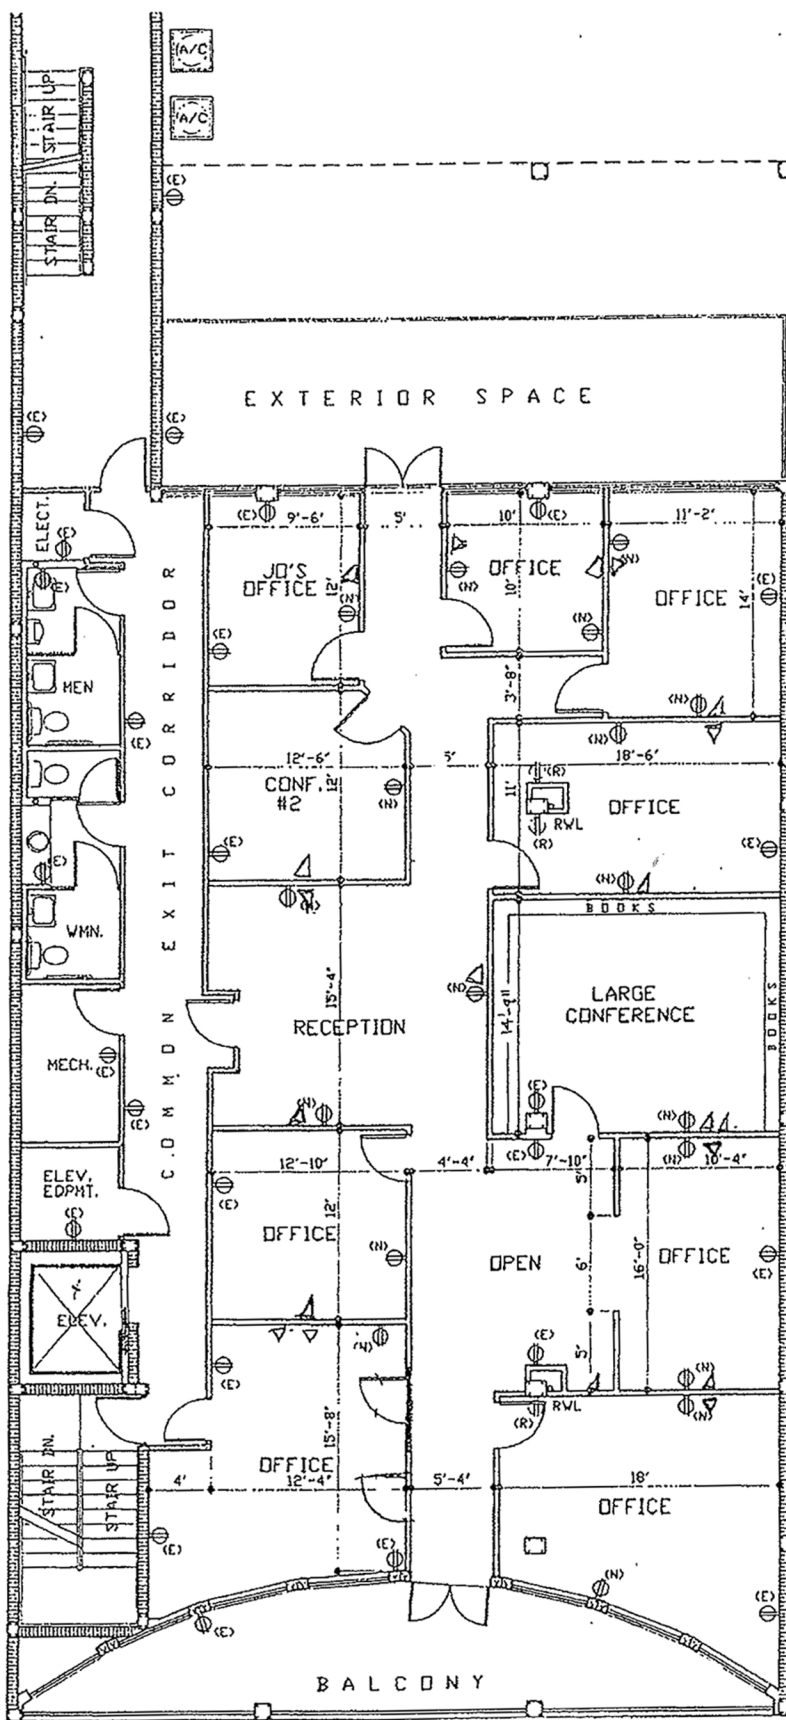 (A/C)
STAIR UP
(A/C)
STAIR DN.
(E)
(E)
EXTERIOR SPACE
(E)
(E)
ELECT.
(E)
9'-6"
5'
10'
(E)
11'-2"
(E)
(E)
JO'S
OFFICE
12'
(N)
OFFICE
(N)
10'
(N)
(N)
OFFICE
14'
(E)
(E)
MEN
(E)
3'-8"
(N)
(N)
12'-6"
CONF.
#2
12'
(N)
5'
11'
(R)
18'-6"
OFFICE
RWL
(R)
(E)
(E)
(E)
(N)
(N)
BOOKS
WMN.
COMMON EXIT CORRIDOR
15'-4"
RECEPTION
(N)
14'-4"
LARGE
CONFERENCE
BOOKS
MECH.
(E)
(E)
(N)
(E)
(N)
(E)
(N)
ELEV.
EQPMT.
(E)
12'-10"
4'-4"
7'-10"
5'
10'-4"
(E)
12'
OFFICE
(N)
OPEN
6'
16'-0"
OFFICE
(E)
ELEV.
(E)
(N)
(E)
5'
(N)
RWL
(R)
(N)
STAIR DN.
STAIR UP
15'-8"
OFFICE
4'
12'-4"
5'-4"
18'
OFFICE
(E)
(E)
(N)
(E)
(E)
BALCONY